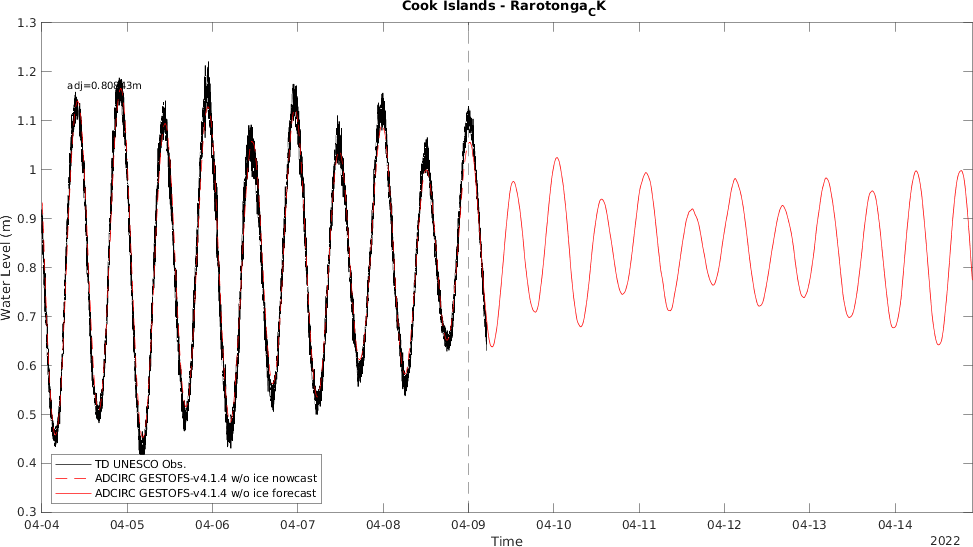 Cook Islands - Rarotonga_CK
1.3
1.2
1.1
1
0.9
0.8
0.7
0.6
0.5
0.4
0.3
Water Level (m)
adj=0.80843m
TD UNESCO Obs.
ADCIRC GESTOFS-v4.1.4 w/o ice nowcast
ADCIRC GESTOFS-v4.1.4 w/o ice forecast
04-04 04-05 04-06 04-07 04-08 04-09 04-10 04-11 04-12 04-13 04-14
Time
2022